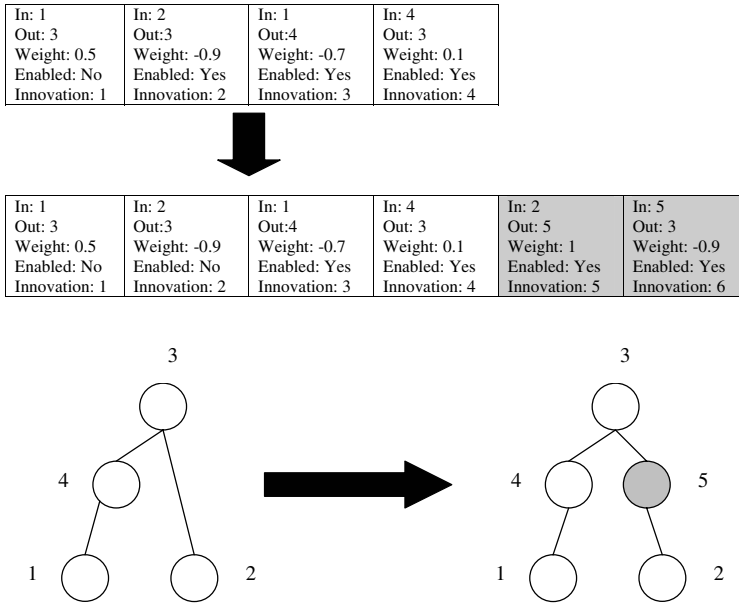 In: 1
Out: 3
Weight: 0.5
Enabled: No
Innovation: 1
In: 2
Out:3
Weight: -0.9
Enabled: Yes
Innovation: 2
In: 1
Out:4
Weight: -0.7
Enabled: Yes
Innovation: 3
In: 4
Out: 3
Weight: 0.1
Enabled: Yes
Innovation: 4
In: 1
Out: 3
Weight: 0.5
Enabled: No
Innovation: 1
In: 2
Out:3
Weight: -0.9
Enabled: No
Innovation: 2
In: 1
Out:4
Weight: -0.7
Enabled: Yes
Innovation: 3
In: 4
Out: 3
Weight: 0.1
Enabled: Yes
Innovation: 4
In: 2
Out: 5
Weight: 1
Enabled: Yes
Innovation: 5
In: 5
Out: 3
Weight: -0.9
Enabled: Yes
Innovation: 6
3
4
1
2
3
4
5
1
2